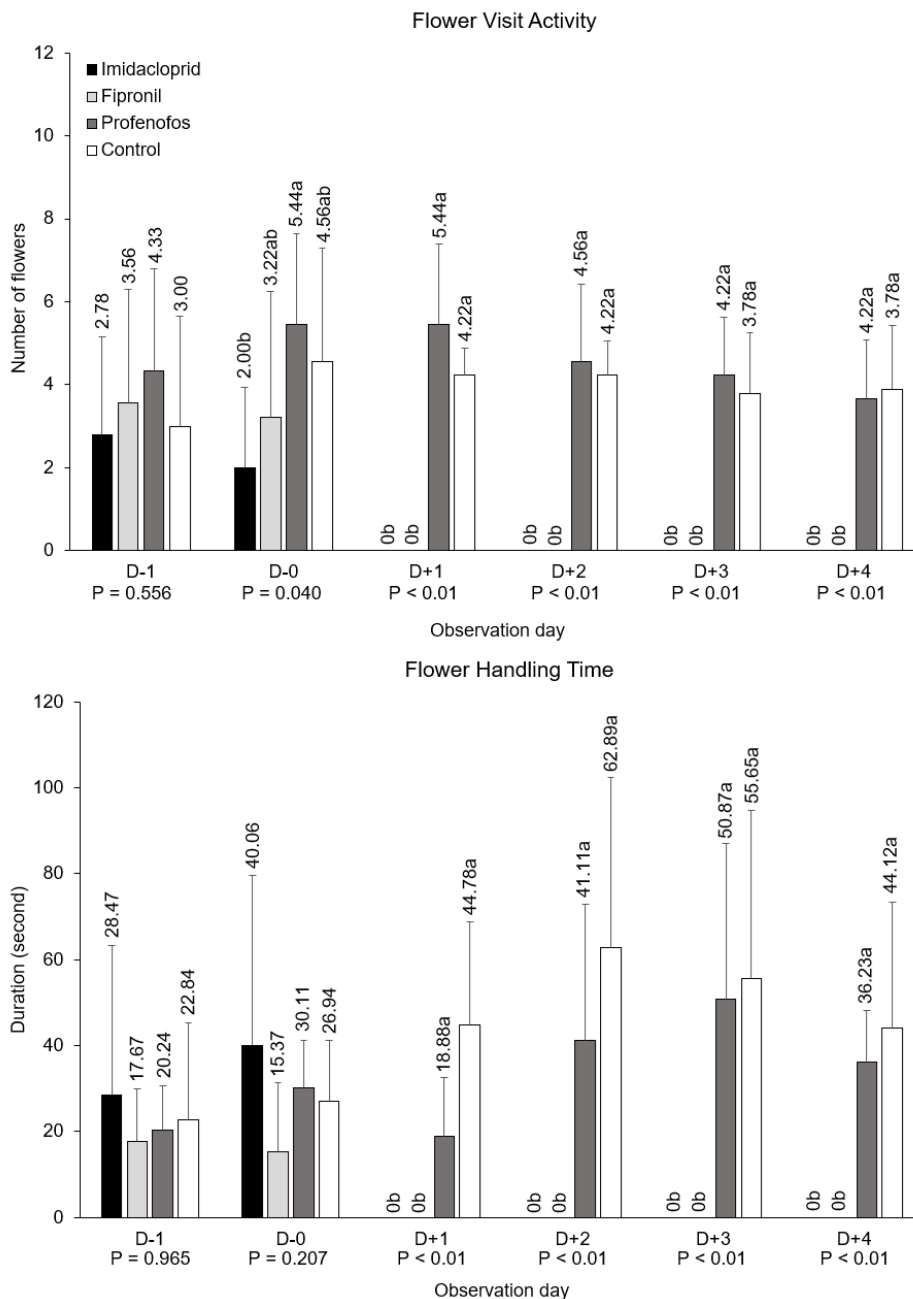 Flower Visit Activity
12
10
8
6
4
2
0
Number of flowers
Imidacloprid
Fipronil
Profenofos
Control
2.78
3.56
4.33
3.00
2.00b
3.22ab
5.44a
4.56ab
0b
0b
5.44a
4.22a
0b
0b
4.56a
4.22a
0b
0b
4.22a
3.78a
0b
0b
4.22a
3.78a
D-1
P = 0.556
D-0
P = 0.040
D+1
P < 0.01
D+2
P < 0.01
D+3
P < 0.01
D+4
P < 0.01
Observation day
Flower Handling Time
120
100
80
60
40
20
0
Duration (second)
28.47
17.67
20.24
22.84
40.06
15.37
30.11
26.94
0b
0b
18.88a
44.78a
0b
0b
41.11a
62.89a
0b
0b
50.87a
55.65a
0b
0b
36.23a
44.12a
D-1
P = 0.965
D-0
P = 0.207
D+1
P < 0.01
D+2
P < 0.01
D+3
P < 0.01
D+4
P < 0.01
Observation day